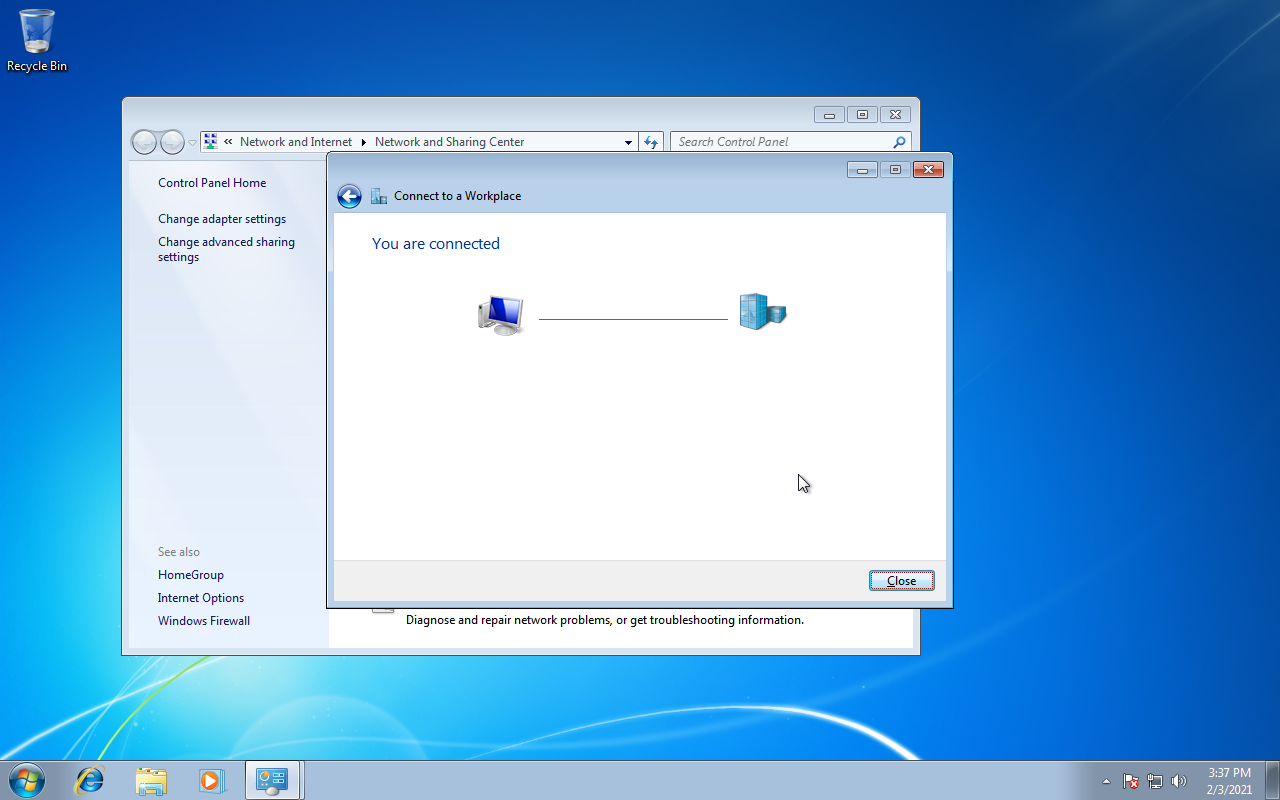 Recycle Bin
« Network and Internet Network and Sharing Center
Search Control Panel
Control Panel Home
Change adapter settings
Change advanced sharing
settings
See also
HomeGroup
Internet Options
Windows Firewall
Connect to a Workplace
You are connected
Close
Diagnose and repair network problems, or get troubleshooting information.
3:37 PM
2/3/2021